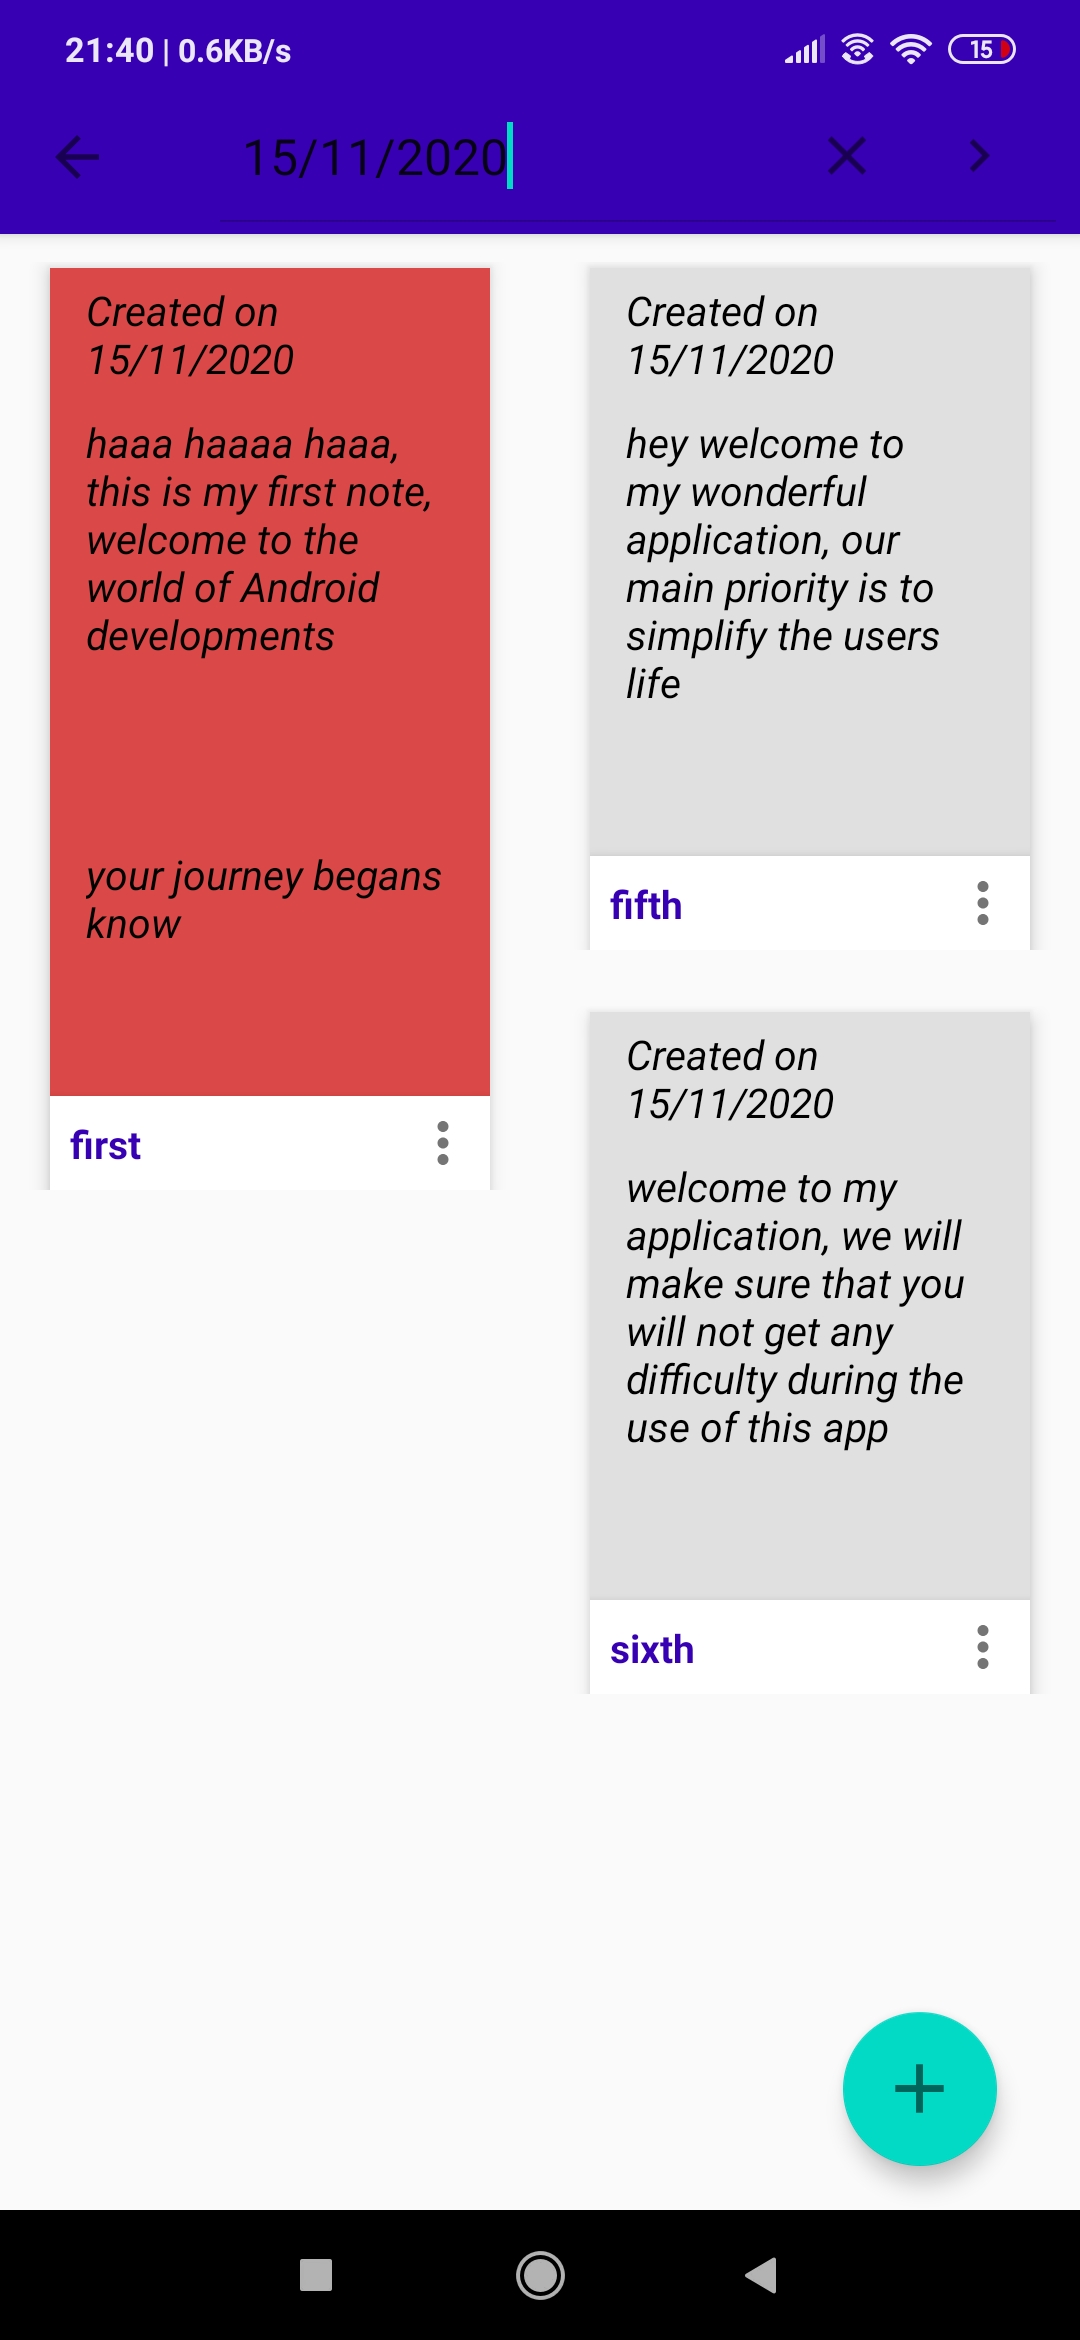 21:40 | 0.6KB/s
15
15/11/2020
Created on
15/11/2020
haaa haaaa haaa,
this is my first note,
welcome to the
world of Android
developments
your journey begans
know
first
Created on
15/11/2020
hey welcome to
my wonderful
application, our
main priority is to
simplify the users
life
fifth
Created on
15/11/2020
welcome to my
application, we will
make sure that you
will not get any
difficulty during the
use of this app
sixth